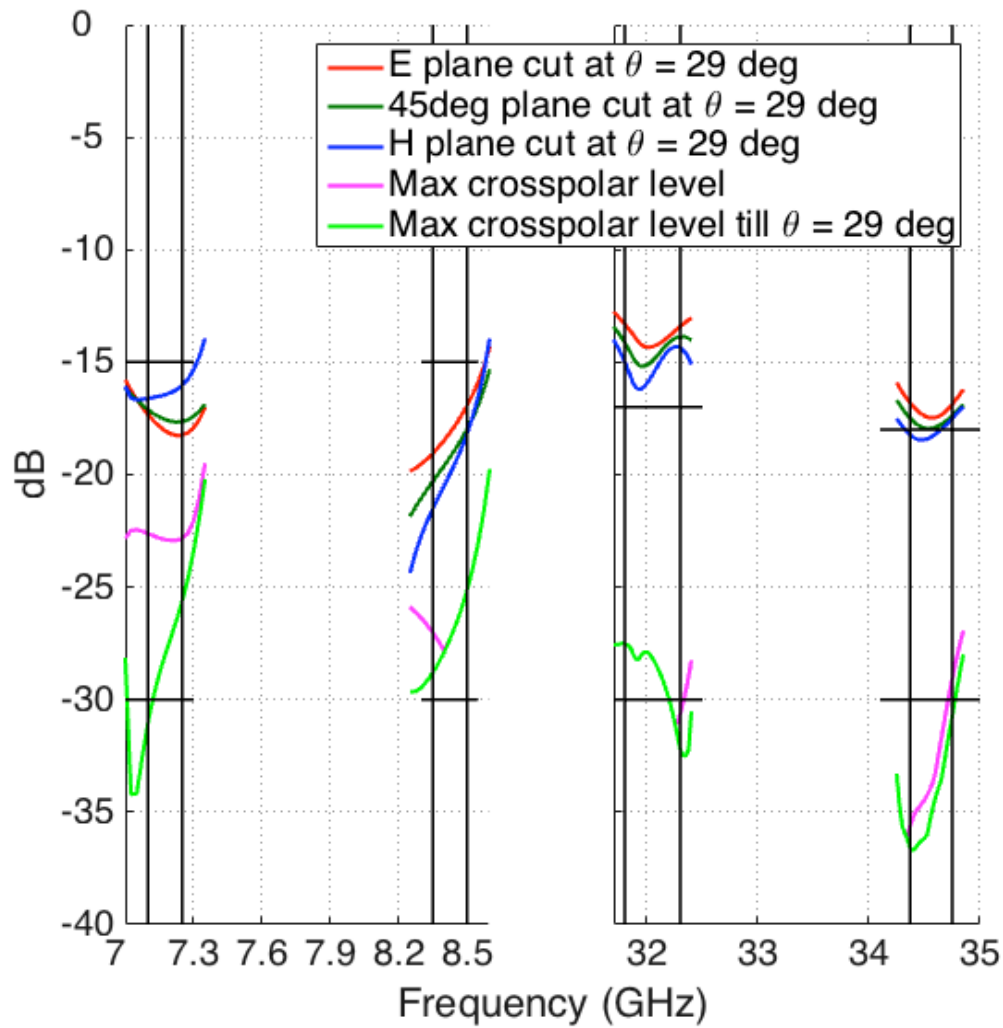 0
-5
-10
-15
-20
-25
-30
-35
-40
dB
E plane cut at θ = 29 deg
45deg plane cut at θ = 29 deg
H plane cut at θ = 29 deg
Max crosspolar level
Max crosspolar level till θ = 29 deg
7 7.3 7.6 7.9 8.2 8.5 32 33 34 35
Frequency (GHz)